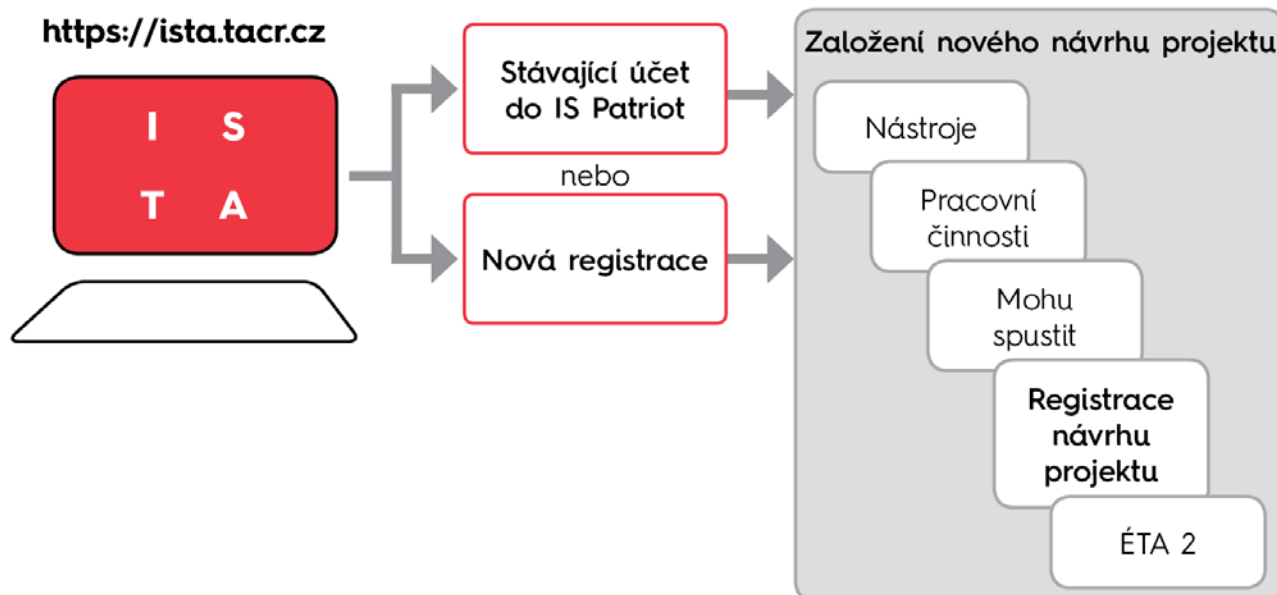 https://ista.tacr.cz
I S
T A
Stávající účet
do IS Patriot
nebo
Nová registrace
Založení nového návrhu projektu
Nástroje
Pracovní
činnosti
Mohu
spustit
Registrace
návrhu
projektu
ÉTA 2